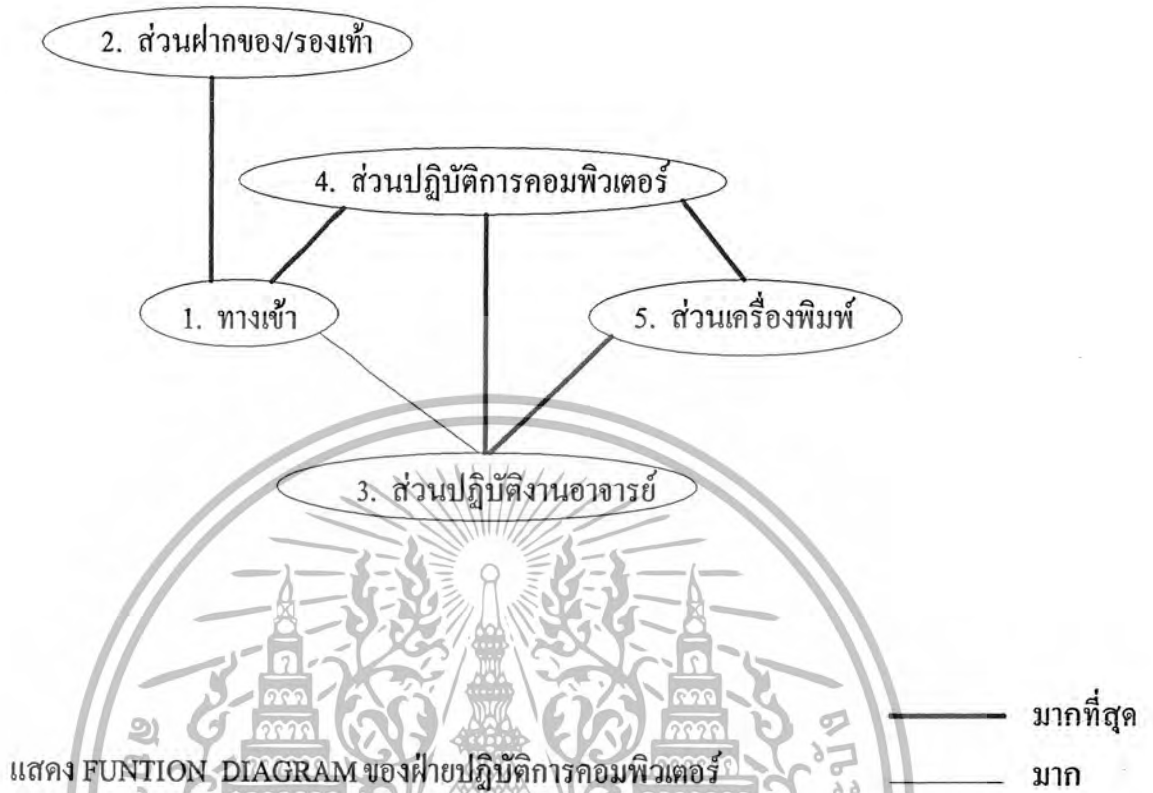 2. ส่วนฝากของ/รองเท้า
4. ส่วนปฏิบัติการคอมพิวเตอร์
1. ทางเข้า
5. ส่วนเครื่องพิมพ์
3. ส่วนปฏิบัติงานอาจารย์
มากที่สุด
แสดง FUNTION DIAGRAM ของฝ่ายปฏิบัติการคอมพิวเตอร์
มาก